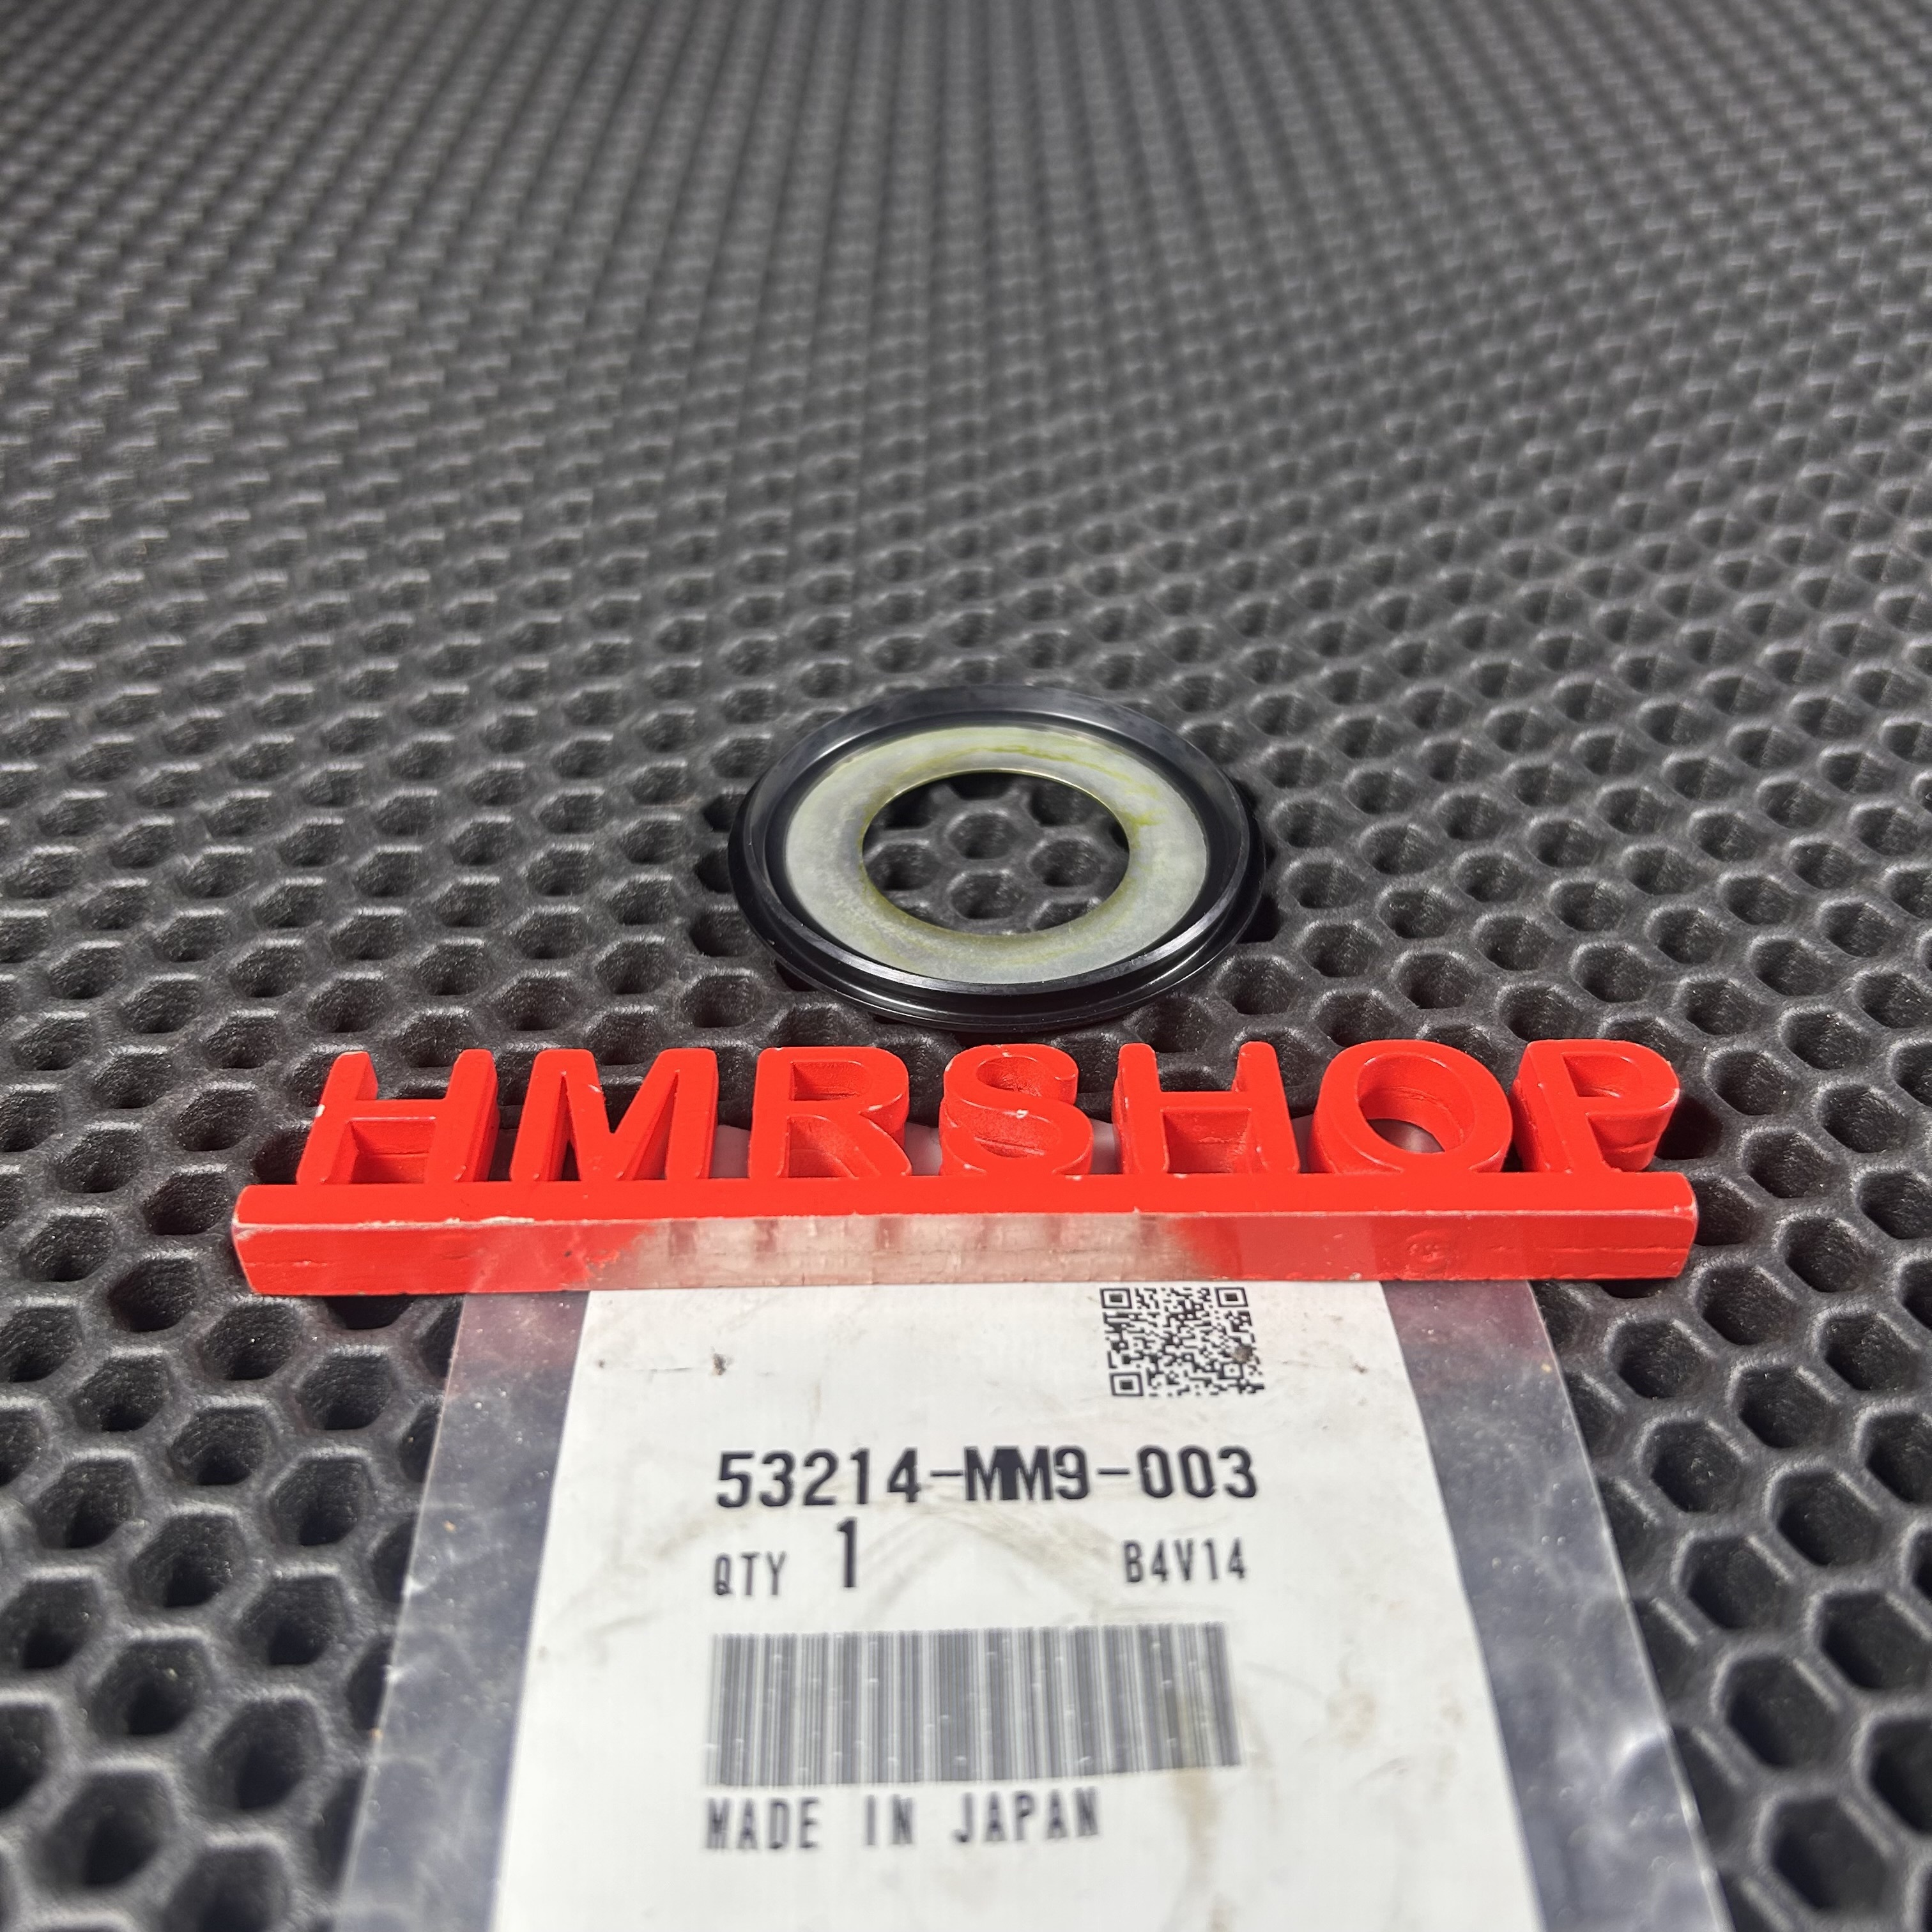 HMRSHOP
53214-MM9-003
QTY 1 B4V14
MADE IN JAPAN